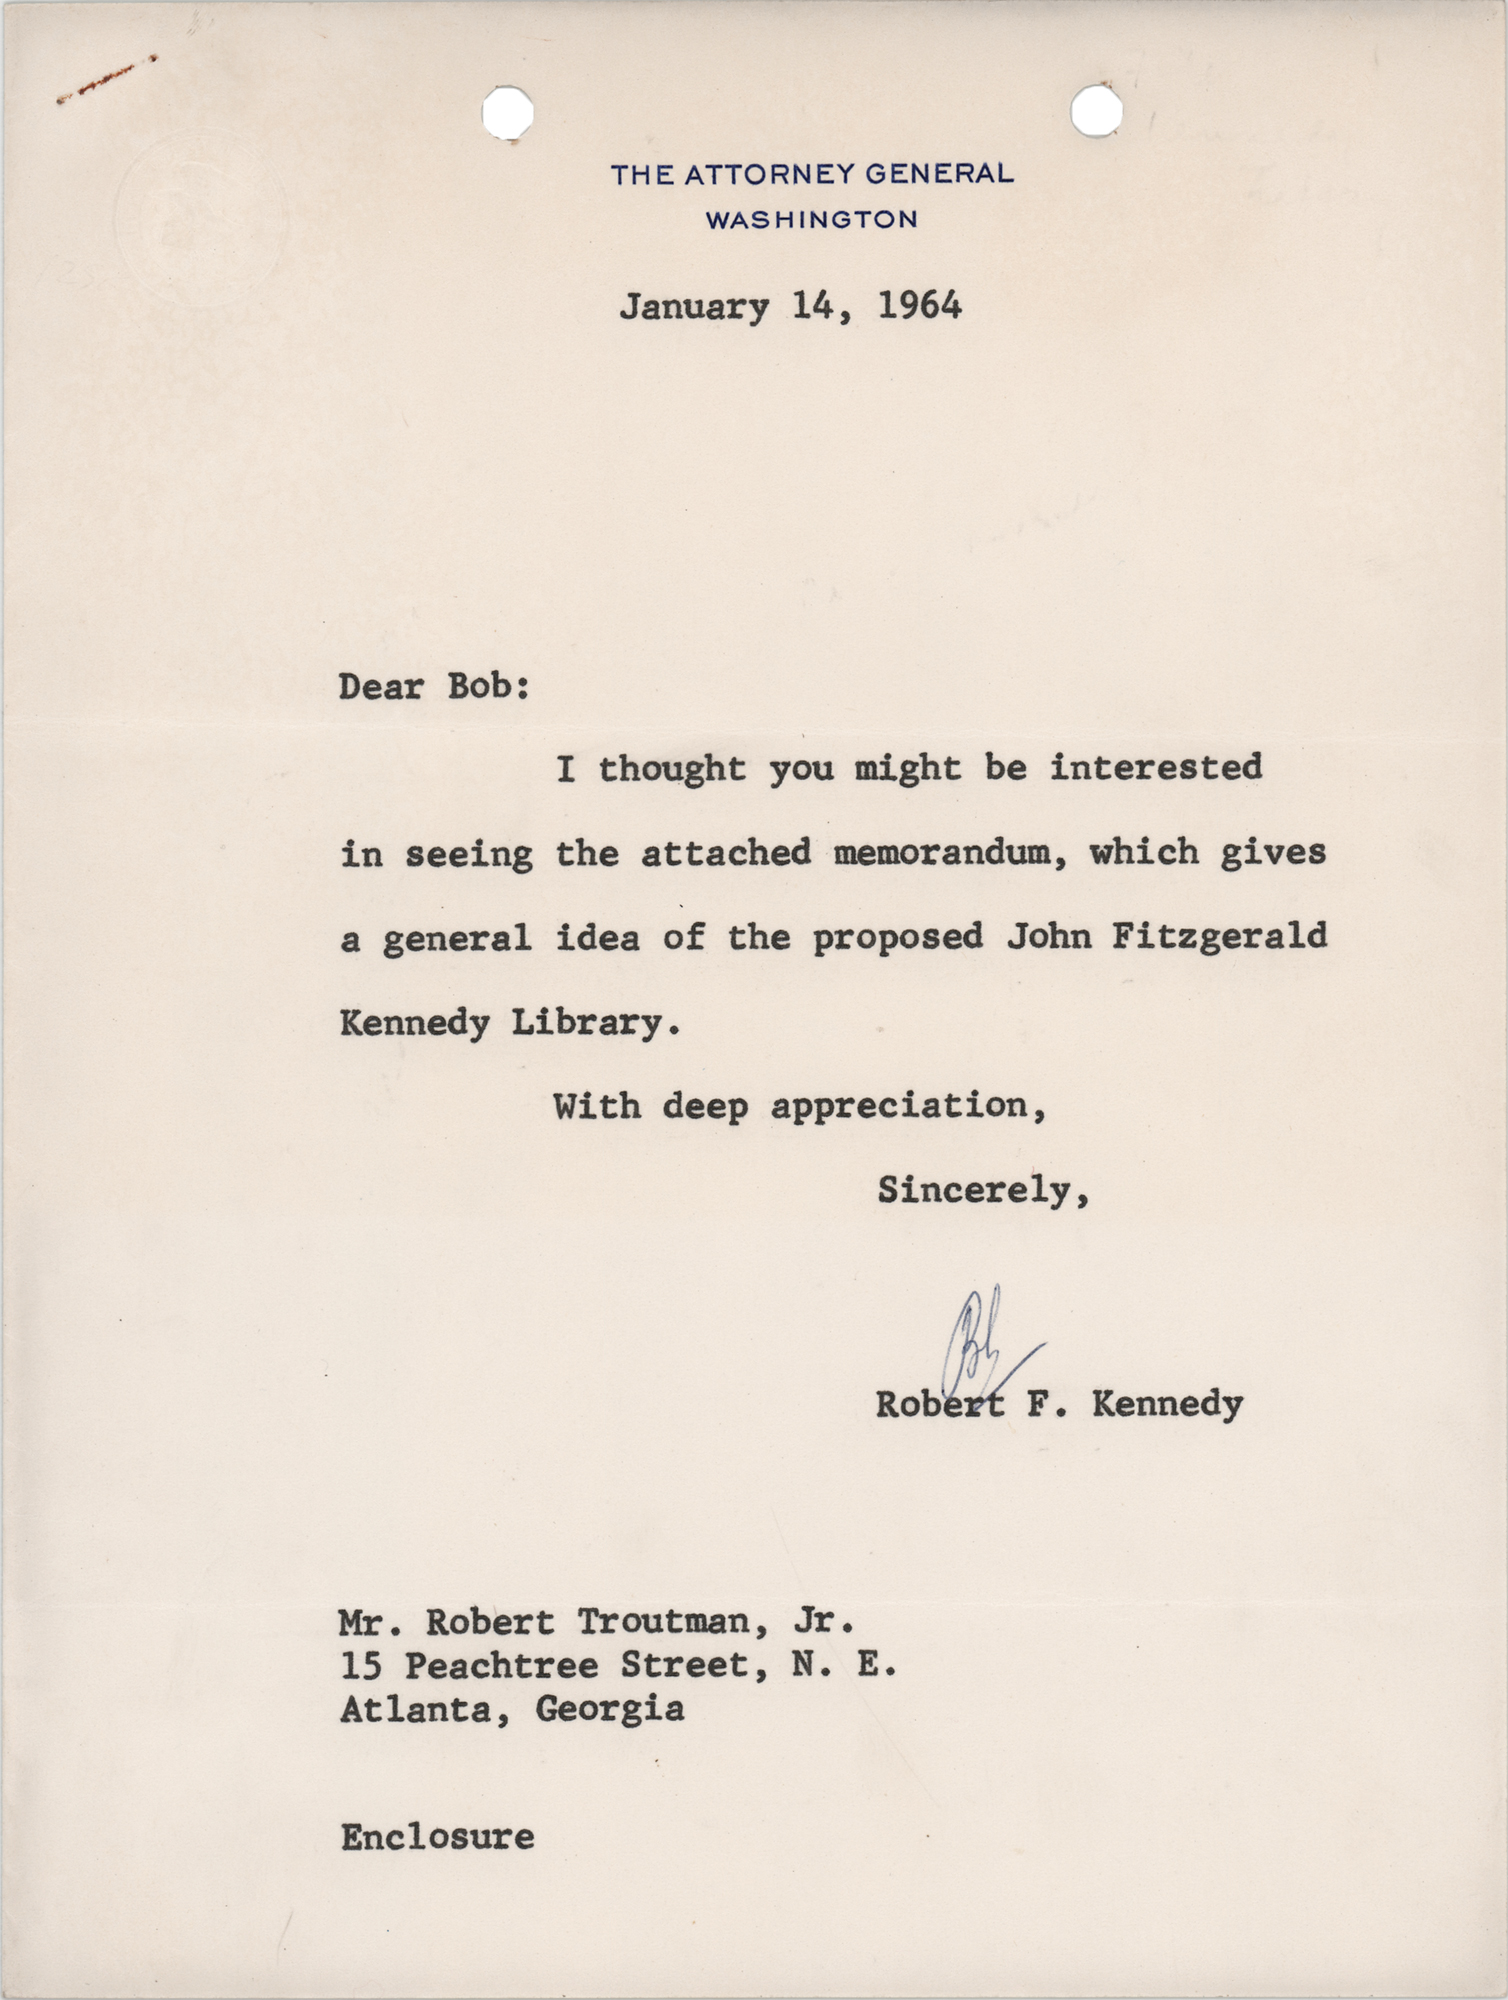 THE ATTORNEY GENERAL
WASHINGTON
January 14, 1964
Dear Bob:
I thought you might be interested
in seeing the attached memorandum, which gives
a general idea of the proposed John Fitzgerald
Kennedy Library.
With deep appreciation,
Sincerely,
Bob
Robert F. Kennedy
Mr. Robert Troutman, Jr.
15 Peachtree Street, N. E.
Atlanta, Georgia
Enclosure